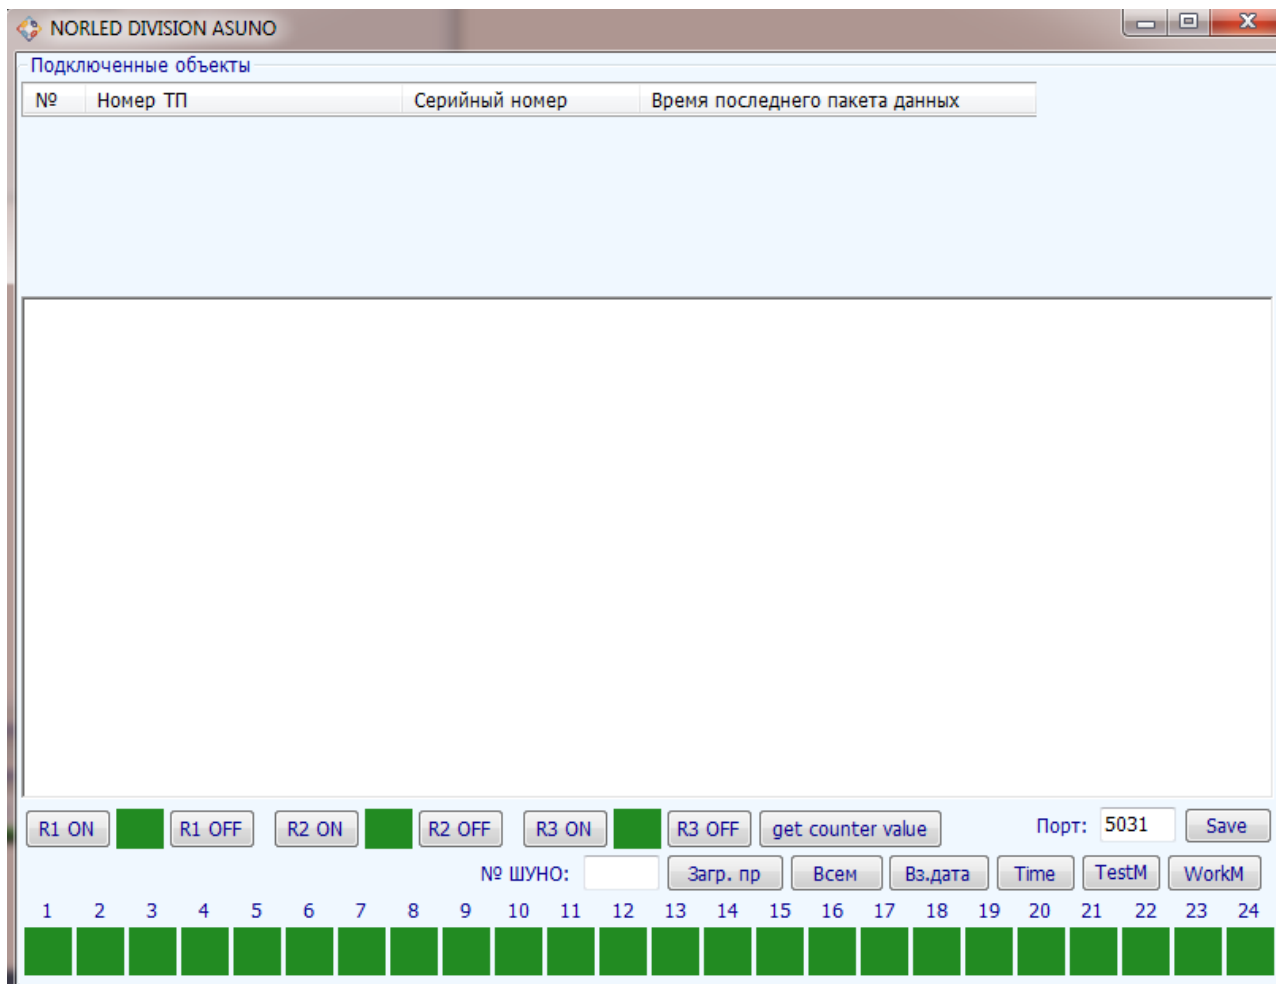 NORLED DIVISION ASUNO
Подключенные объекты
№ Номер ТП Серийный номер Время последнего пакета данных
R1 ON R1 OFF R2 ON R2 OFF R3 ON R3 OFF get counter value Порт: 5031 Save
№ ШУНО: Загр. пр Всем Вз.дата Time TestM WorkM
1 2 3 4 5 6 7 8 9 10 11 12 13 14 15 16 17 18 19 20 21 22 23 24